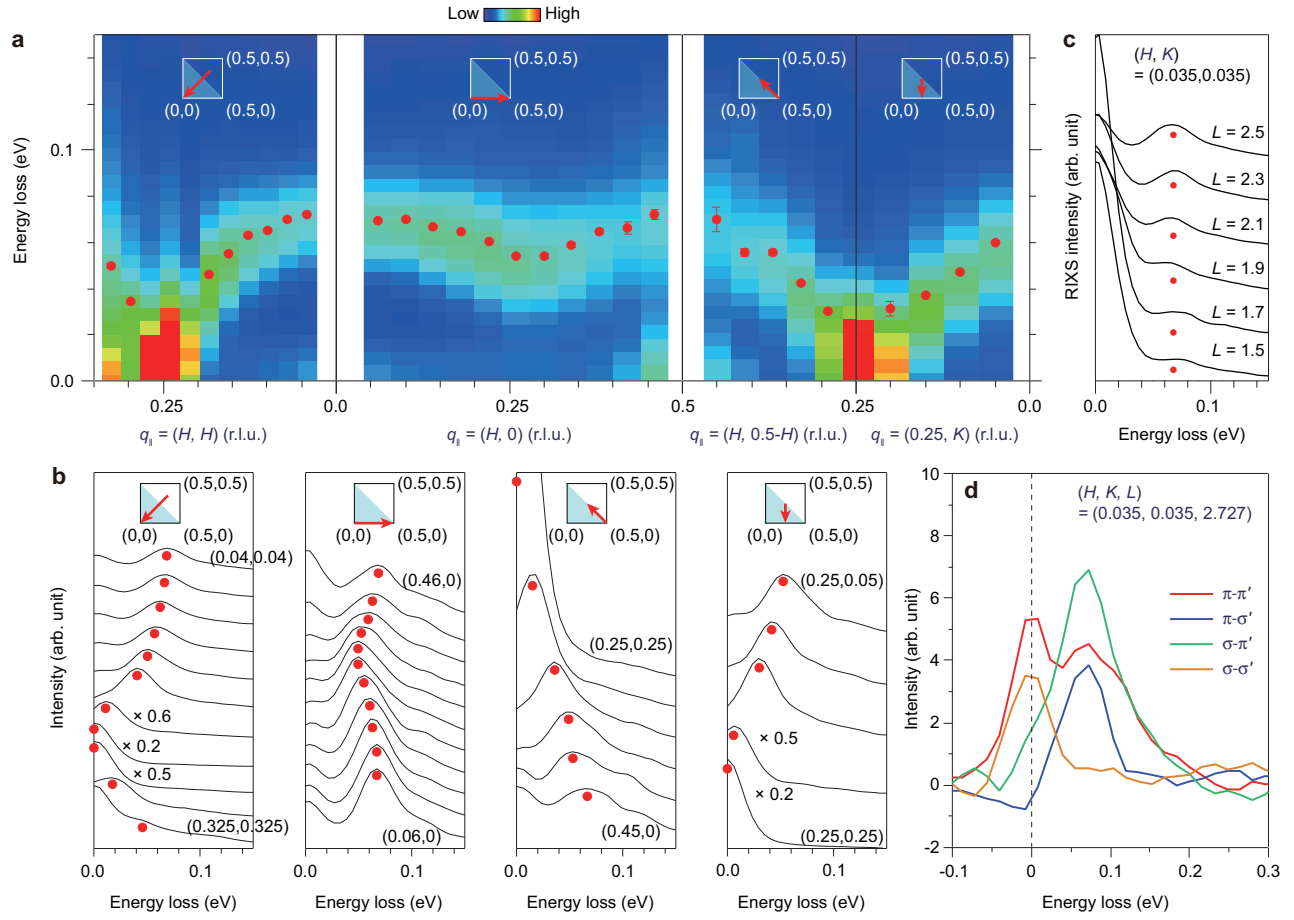 Low High
a
(0.5,0.5)
(0,0) (0.5,0)
(0.5,0.5)
(0,0) (0.5,0)
(0.5,0.5)
(0,0) (0.5,0)
(0.5,0.5)
(0,0) (0.5,0)
Energy loss (eV)
0.1
0.0
0.25 0.0 0.25 0.5 0.25 0.0
q|| = (H, H) (r.l.u.)
q|| = (H, 0) (r.l.u.)
q|| = (H, 0.5-H) (r.l.u.)
q|| = (0.25, K) (r.l.u.)
c
(H, K)
= (0.035,0.035)
RIXS intensity (arb. unit)
L = 2.5
L = 2.3
L = 2.1
L = 1.9
L = 1.7
L = 1.5
0.0 0.1
Energy loss (eV)
b
Intensity (arb. unit)
(0.5,0.5)
(0,0) (0.5,0)
(0.04,0.04)
× 0.6
× 0.2
× 0.5
(0.325,0.325)
0.0 0.1
Energy loss (eV)
(0.5,0.5)
(0,0) (0.5,0)
(0.46,0)
(0.06,0)
0.0 0.1
Energy loss (eV)
(0.5,0.5)
(0,0) (0.5,0)
(0.25,0.25)
(0.45,0)
0.0 0.1
Energy loss (eV)
(0.5,0.5)
(0,0) (0.5,0)
(0.25,0.05)
× 0.5
× 0.2
(0.25,0.25)
0.0 0.1
Energy loss (eV)
d
(H, K, L)
= (0.035, 0.035, 2.727)
Intensity (arb. unit)
10
8
6
4
2
0
-2
π-π′
π-σ′
σ-π′
σ-σ′
-0.1 0 0.1 0.2 0.3
Energy loss (eV)